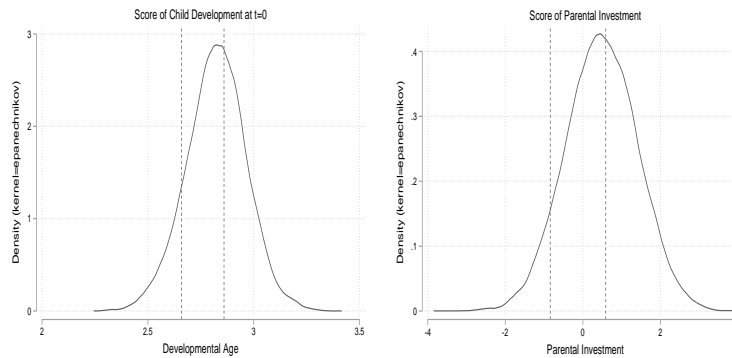 Score of Child Development at t=0
Density (kernel=epanechnikov)
3
2
1
0
2
2.5
3
3.5
Developmental Age
Score of Parental Investment
Density (kernel=epanechnikov)
.4
.3
.2
.1
0
-4
-2
0
2
Parental Investment